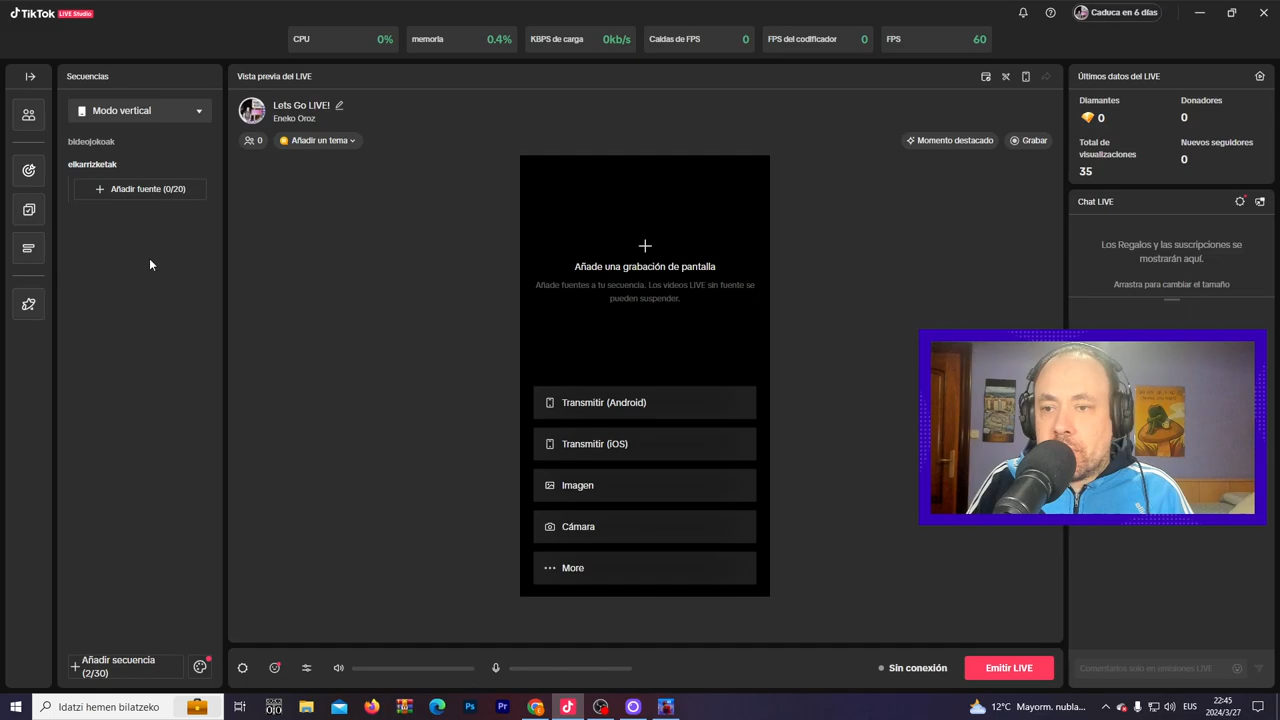 TikTok LIVE Studio
Caduca en 6 días
CPU 0%
memoria 0.4%
KBPS de carga 0kb/s
Caídas de FPS 0
FPS del codificador 0
FPS 60
Secuencias
Modo vertical
bideojokoak
elkarrizketak
+ Añadir fuente (0/20)
Vista previa del LIVE
Lets Go LIVE!
Eneko Oroz
0
Añadir un tema
Momento destacado
Grabar
Añade una grabación de pantalla
Añade fuentes a tu secuencia. Los videos LIVE sin fuente se
pueden suspender.
Transmitir (Android)
Transmitir (iOS)
Imagen
Cámara
More
Últimos datos del LIVE
Diamantes
0
Donadores
0
Total de
visualizaciones
35
Nuevos seguidores
0
Chat LIVE
Los Regalos y las suscripciones se
mostrarán aquí.
Arrastra para cambiar el tamaño
Comentarios solo en emisiones LIVE
+ Añadir secuencia
(2/30)
Sin conexión
Emitir LIVE
Idatzi hemen bilatzeko
Ps
Pr
12°C Mayorm. nubla...
22:45
2024/3/27